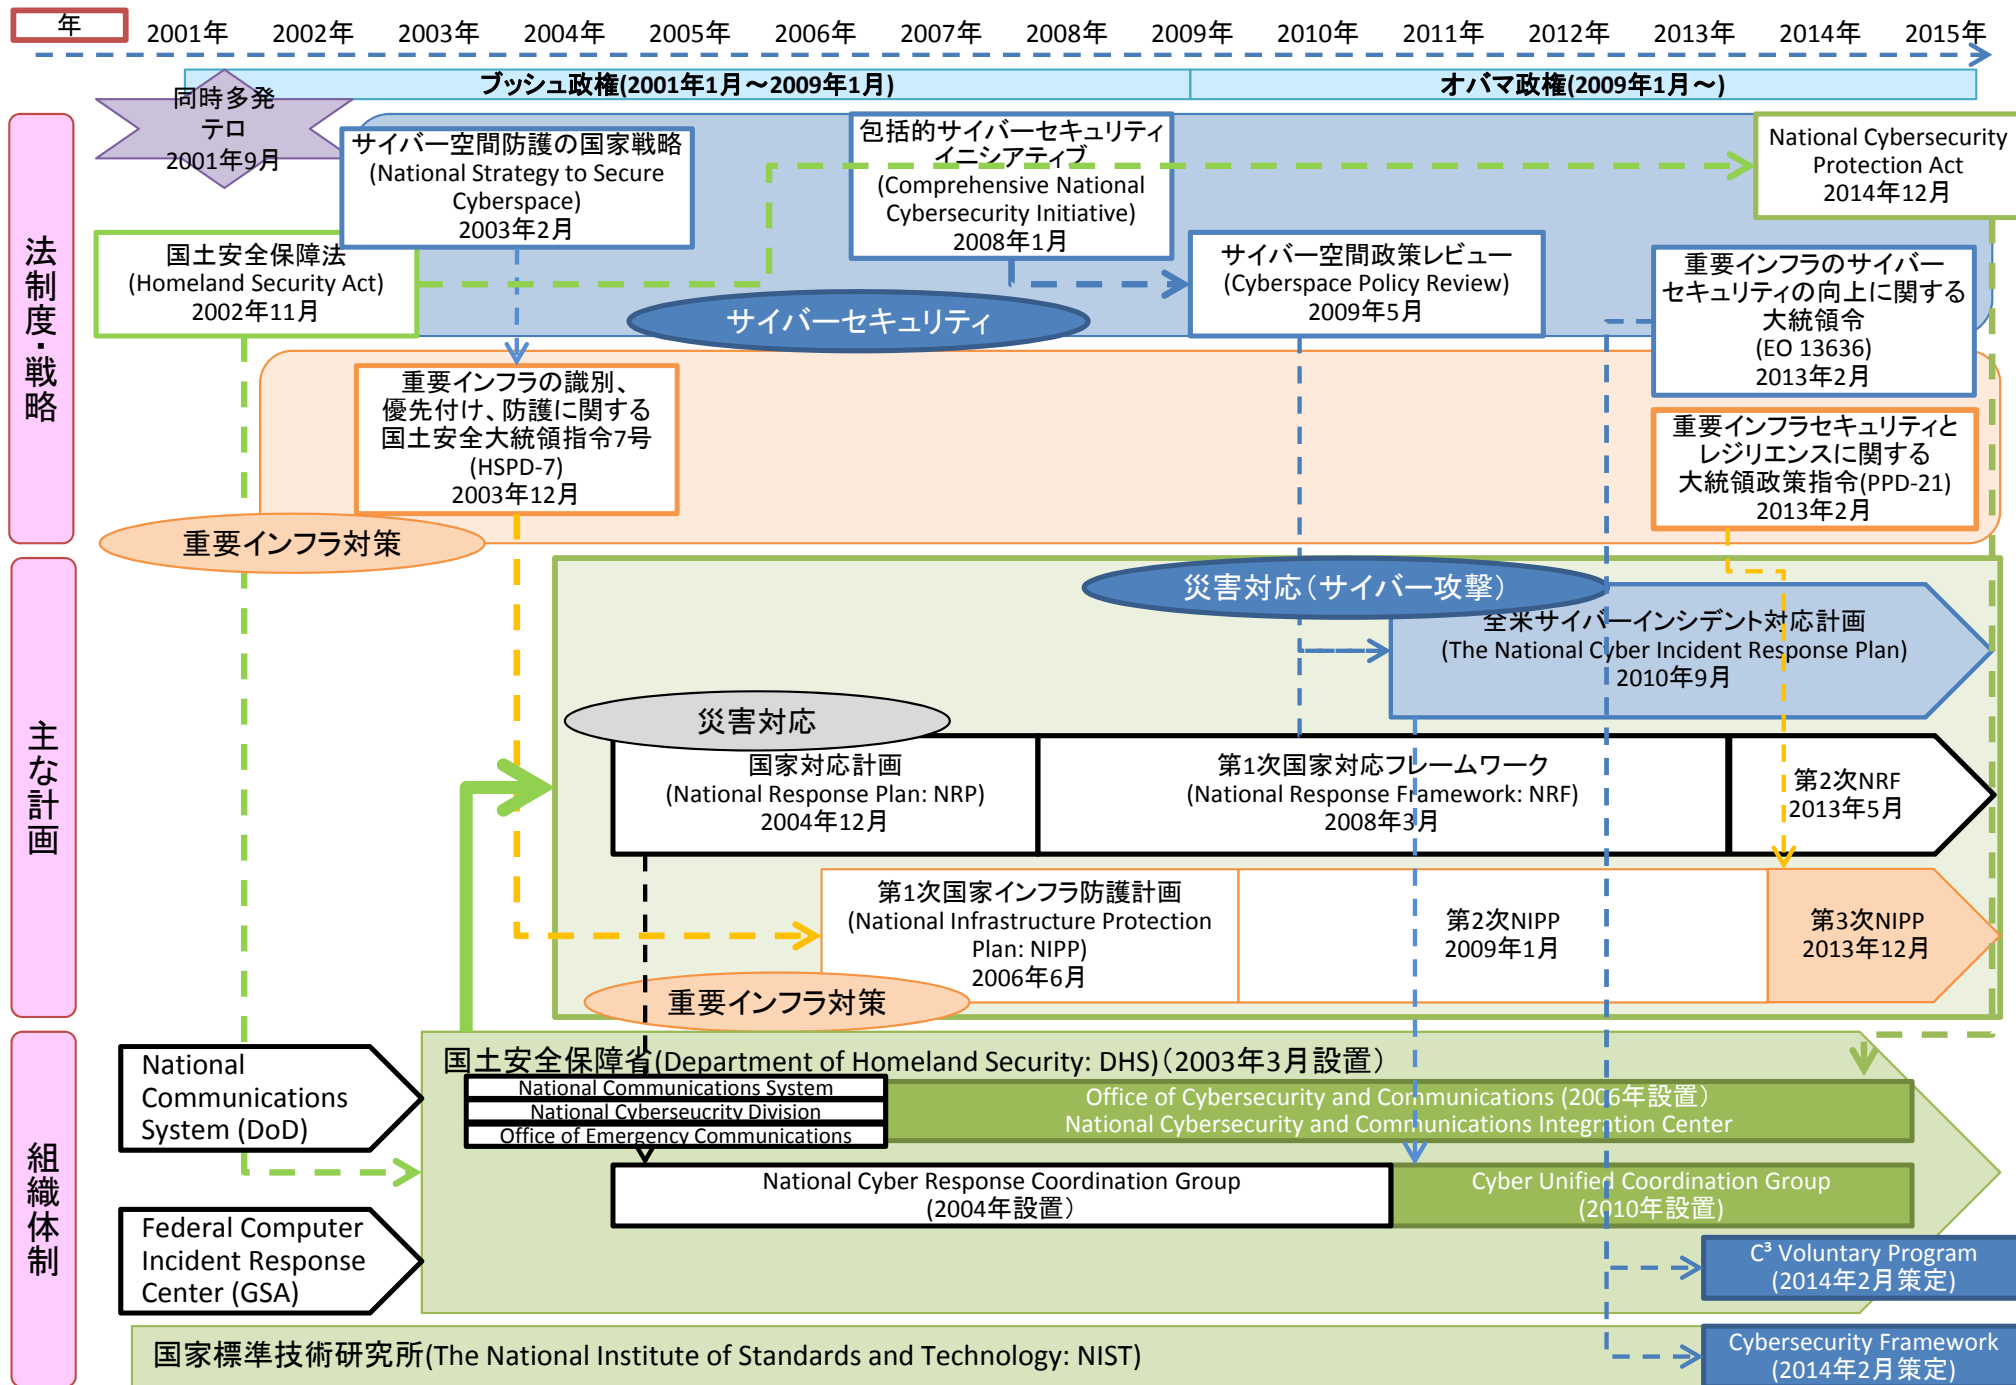 年
2001年
2002年
2003年
2004年
2005年
2006年
2007年
2008年
2009年
2010年
2011年
2012年
2013年
2014年
2015年
ブッシュ政権(2001年1月～2009年1月)
オバマ政権(2009年1月～)
同時多発
テロ
2001年9月
法制度・戦略
サイバー空間防護の国家戦略
(National Strategy to Secure
Cyberspace)
2003年2月
包括的サイバーセキュリティ
イニシアティブ
(Comprehensive National
Cybersecurity Initiative)
2008年1月
National Cybersecurity
Protection Act
2014年12月
国土安全保障法
(Homeland Security Act)
2002年11月
サイバー空間政策レビュー
(Cyberspace Policy Review)
2009年5月
重要インフラのサイバー
セキュリティの向上に関する
大統領令
(EO 13636)
2013年2月
サイバーセキュリティ
重要インフラの識別、
優先付け、防護に関する
国土安全大統領指令7号
(HSPD-7)
2003年12月
重要インフラセキュリティと
レジリエンスに関する
大統領政策指令(PPD-21)
2013年2月
重要インフラ対策
主な計画
災害対応（サイバー攻撃）
全米サイバーインシデント対応計画
(The National Cyber Incident Response Plan)
2010年9月
災害対応
国家対応計画
(National Response Plan: NRP)
2004年12月
第1次国家対応フレームワーク
(National Response Framework: NRF)
2008年3月
第2次NRF
2013年5月
第1次国家インフラ防護計画
(National Infrastructure Protection
Plan: NIPP)
2006年6月
第2次NIPP
2009年1月
第3次NIPP
2013年12月
重要インフラ対策
組織体制
National
Communications
System (DoD)
Federal Computer
Incident Response
Center (GSA)
国土安全保障省(Department of Homeland Security: DHS)（2003年3月設置）
National Communications System
National Cyberseucrity Division
Office of Emergency Communications
Office of Cybersecurity and Communications (2006年設置）
National Cybersecurity and Communications Integration Center
National Cyber Response Coordination Group
(2004年設置）
Cyber Unified Coordination Group
(2010年設置)
C³ Voluntary Program
(2014年2月策定)
国家標準技術研究所(The National Institute of Standards and Technology: NIST)
Cybersecurity Framework
(2014年2月策定)